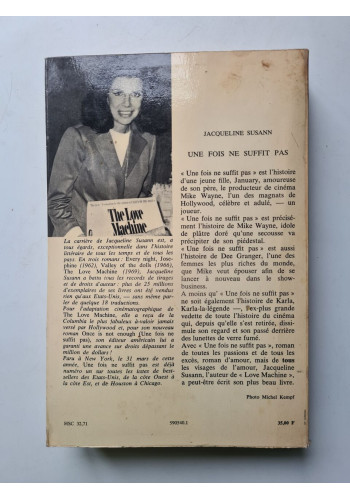 JACQUELINE SUSANN
UNE FOIS NE SUFFIT PAS
« Une fois ne suffit pas » est l'histoire
d'une jeune fille, January, amoureuse
de son père, le producteur de cinéma
Mike Wayne, l'un des magnats de
Hollywood, célèbre et adulé, — un
joueur.
« Une fois ne suffit pas » est précisé-
ment l'histoire de Mike Wayne, idole
de plâtre doré qu'une secousse va
précipiter de son piédestal.
« Une fois ne suffit pas » est aussi
l'histoire de Dee Granger, l'une des
femmes les plus riches du monde,
que Mike veut épouser afin de se
lancer à nouveau dans le show-
business.
A moins qu' « Une fois ne suffit pas »
ne soit également l'histoire de Karla,
Karla-la-légende —, l'ex-plus grande
vedette de toute l'histoire du cinéma
qui, depuis qu'elle s'est retirée, dissi-
mule son regard et son passé derrière
des lunettes de verre fumé.
Avec « Une fois ne suffit pas », roman
de toutes les passions et de tous les
excès, roman d'amour, mais de tous
les visages de l'amour, Jacqueline
Susann, l'auteur de « Love Machine »,
a peut-être écrit son plus beau livre.
Photo Michel Kempf
The Love
Machine
La carrière de Jacqueline Susann est, à
tous égards, exceptionnelle dans l'histoire
littéraire de tous les temps et de tous les
pays. En trois romans : Every night, Jose-
phine (1962), Valley of the dolls (1966),
The Love Machine (1969), Jacqueline
Susann a battu tous les records de tirages
et de droits d'auteur : plus de 25 millions
d'exemplaires de ses livres ont été vendus
rien qu'aux Etats-Unis, — sans même par-
ler de quelque 18 traductions.
Pour l'adaptation cinématographique de
The Love Machine, elle a reçu de la
Columbia le plus fabuleux à-valoir jamais
versé par Hollywood et, pour son nouveau
roman Once is not enough (Une fois ne
suffit pas), son éditeur américain lui a
garanti une avance sur droits dépassant le
million de dollars !
Paru à New York, le 31 mars de cette
année, Une fois ne suffit pas est déjà
numéro un sur toutes les listes de best-
sellers des Etats-Unis, de la côte Ouest à
la côte Est, et de Houston à Chicago.
HSC 32.71
35,00 F